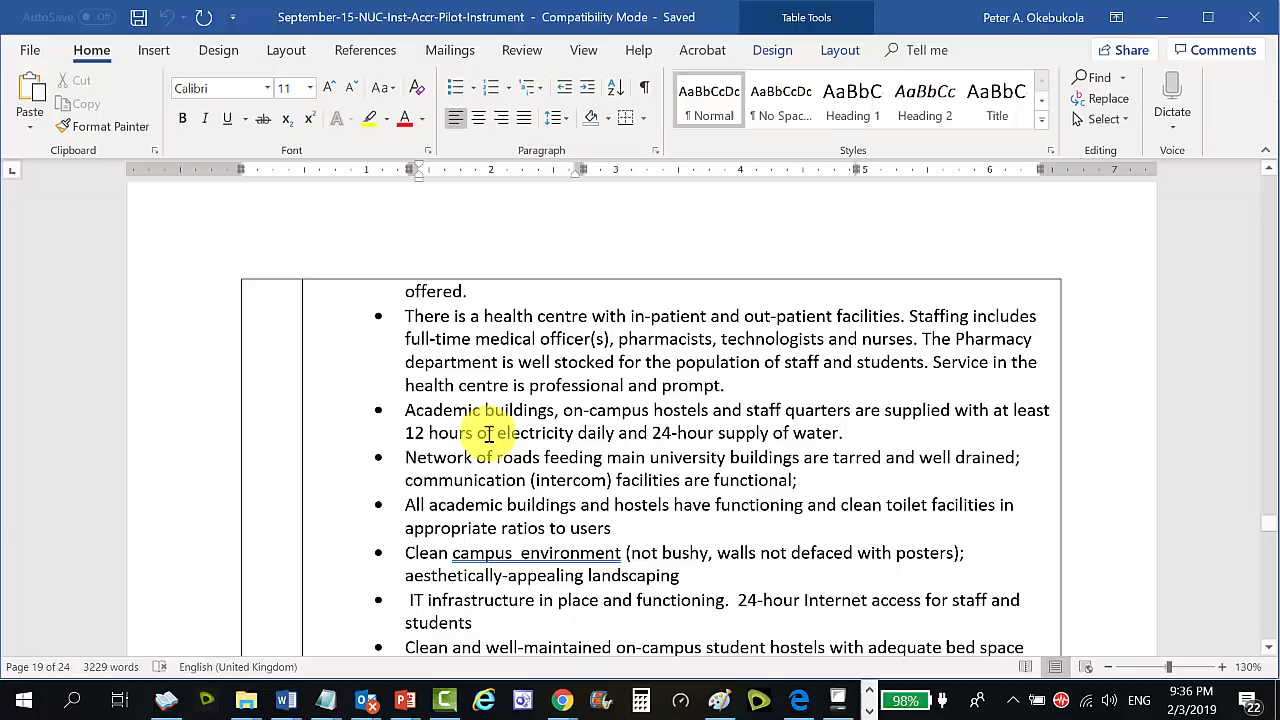 AutoSave Off
September-15-NUC-Inst-Accr-Pilot-Instrument - Compatibility Mode - Saved
Table Tools
Peter A. Okebukola
File Home Insert Design Layout References Mailings Review View Help Acrobat Design Layout Tell me Share Comments
Paste
Cut
Copy
Format Painter
Clipboard
Calibri 11
Font
Paragraph
AaBbCcDc AaBbCcDc AaBbC AaBbCc AaBbC
¶ Normal ¶ No Spac... Heading 1 Heading 2 Title
Styles
Find
Replace
Select
Editing
Dictate
Voice
1 2 3 4 5 6 7
offered.
• There is a health centre with in-patient and out-patient facilities. Staffing includes
full-time medical officer(s), pharmacists, technologists and nurses. The Pharmacy
department is well stocked for the population of staff and students. Service in the
health centre is professional and prompt.
• Academic buildings, on-campus hostels and staff quarters are supplied with at least
12 hours of electricity daily and 24-hour supply of water.
• Network of roads feeding main university buildings are tarred and well drained;
communication (intercom) facilities are functional;
• All academic buildings and hostels have functioning and clean toilet facilities in
appropriate ratios to users
• Clean campus  environment (not bushy, walls not defaced with posters);
aesthetically-appealing landscaping
• IT infrastructure in place and functioning.  24-hour Internet access for staff and
students
• Clean and well-maintained on-campus student hostels with adequate bed space
Page 19 of 24 3229 words English (United Kingdom) 130%
98% ENG
9:36 PM
2/3/2019
22